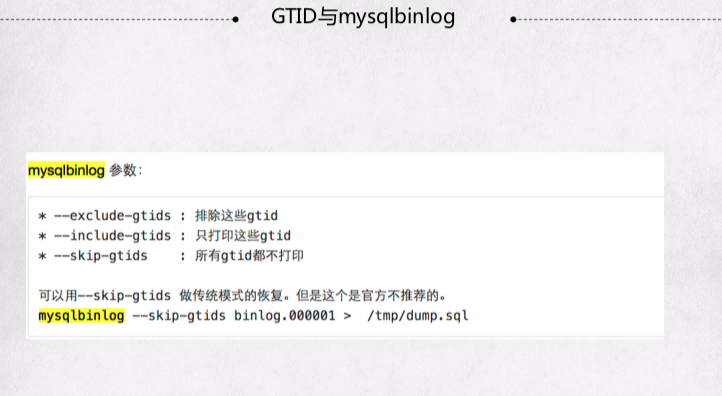 GTID与mysqlbinlog
mysqlbinlog 参数：
* --exclude-gtids : 排除这些gtid
* --include-gtids : 只打印这些gtid
* --skip-gtids    : 所有gtid都不打印
可以用--skip-gtids 做传统模式的恢复。但是这个是官方不推荐的。
mysqlbinlog --skip-gtids binlog.000001 >  /tmp/dump.sql